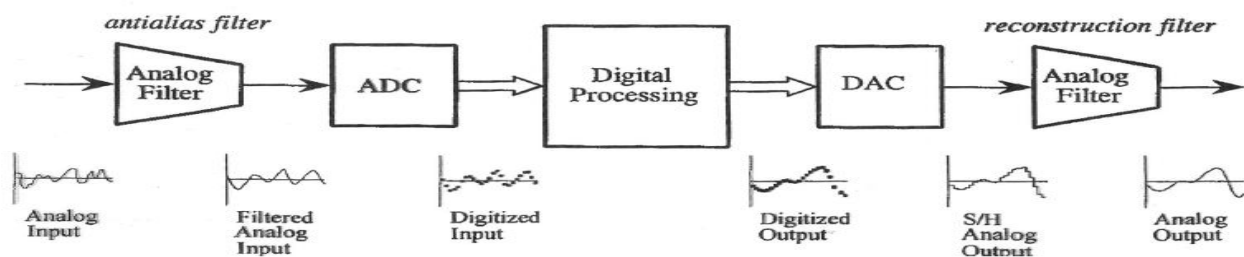 antialias filter
reconstruction filter
Analog
Filter
ADC
Digital
Processing
DAC
Analog
Filter
Analog
Input
Filtered
Analog
Input
Digitized
Input
Digitized
Output
S/H
Analog
Output
Analog
Output